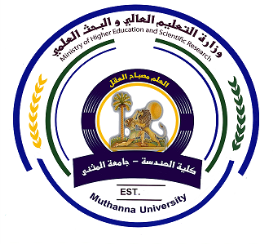 وزارة التعليم العالي و البحث العلمي
Ministry of Higher Education and Scientific Research
العلم مصباح العقل
كلية الهندسة - جامعة المثنى
EST.
Muthanna University